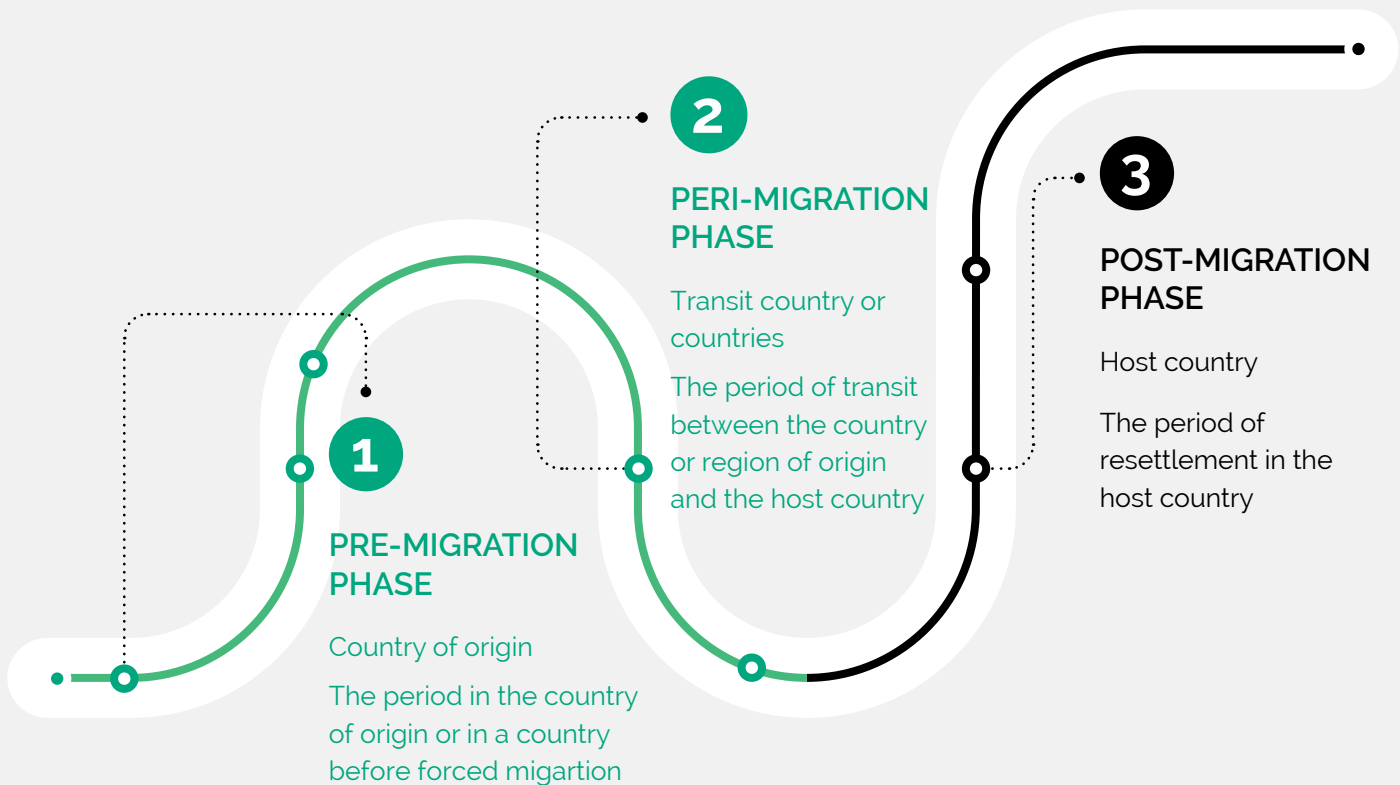 1
PRE-MIGRATION
PHASE
Country of origin
The period in the country
of origin or in a country
before forced migartion
2
PERI-MIGRATION
PHASE
Transit country or
countries
The period of transit
between the country
or region of origin
and the host country
3
POST-MIGRATION
PHASE
Host country
The period of
resettlement in the
host country